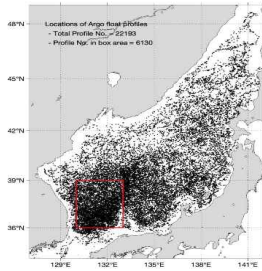 Locations of Argo float profiles
- Total Profile No. = 22193
- Profile No. in box area = 6130
48°N
45°N
42°N
39°N
36°N
129°E
132°E
135°E
138°E
141°E